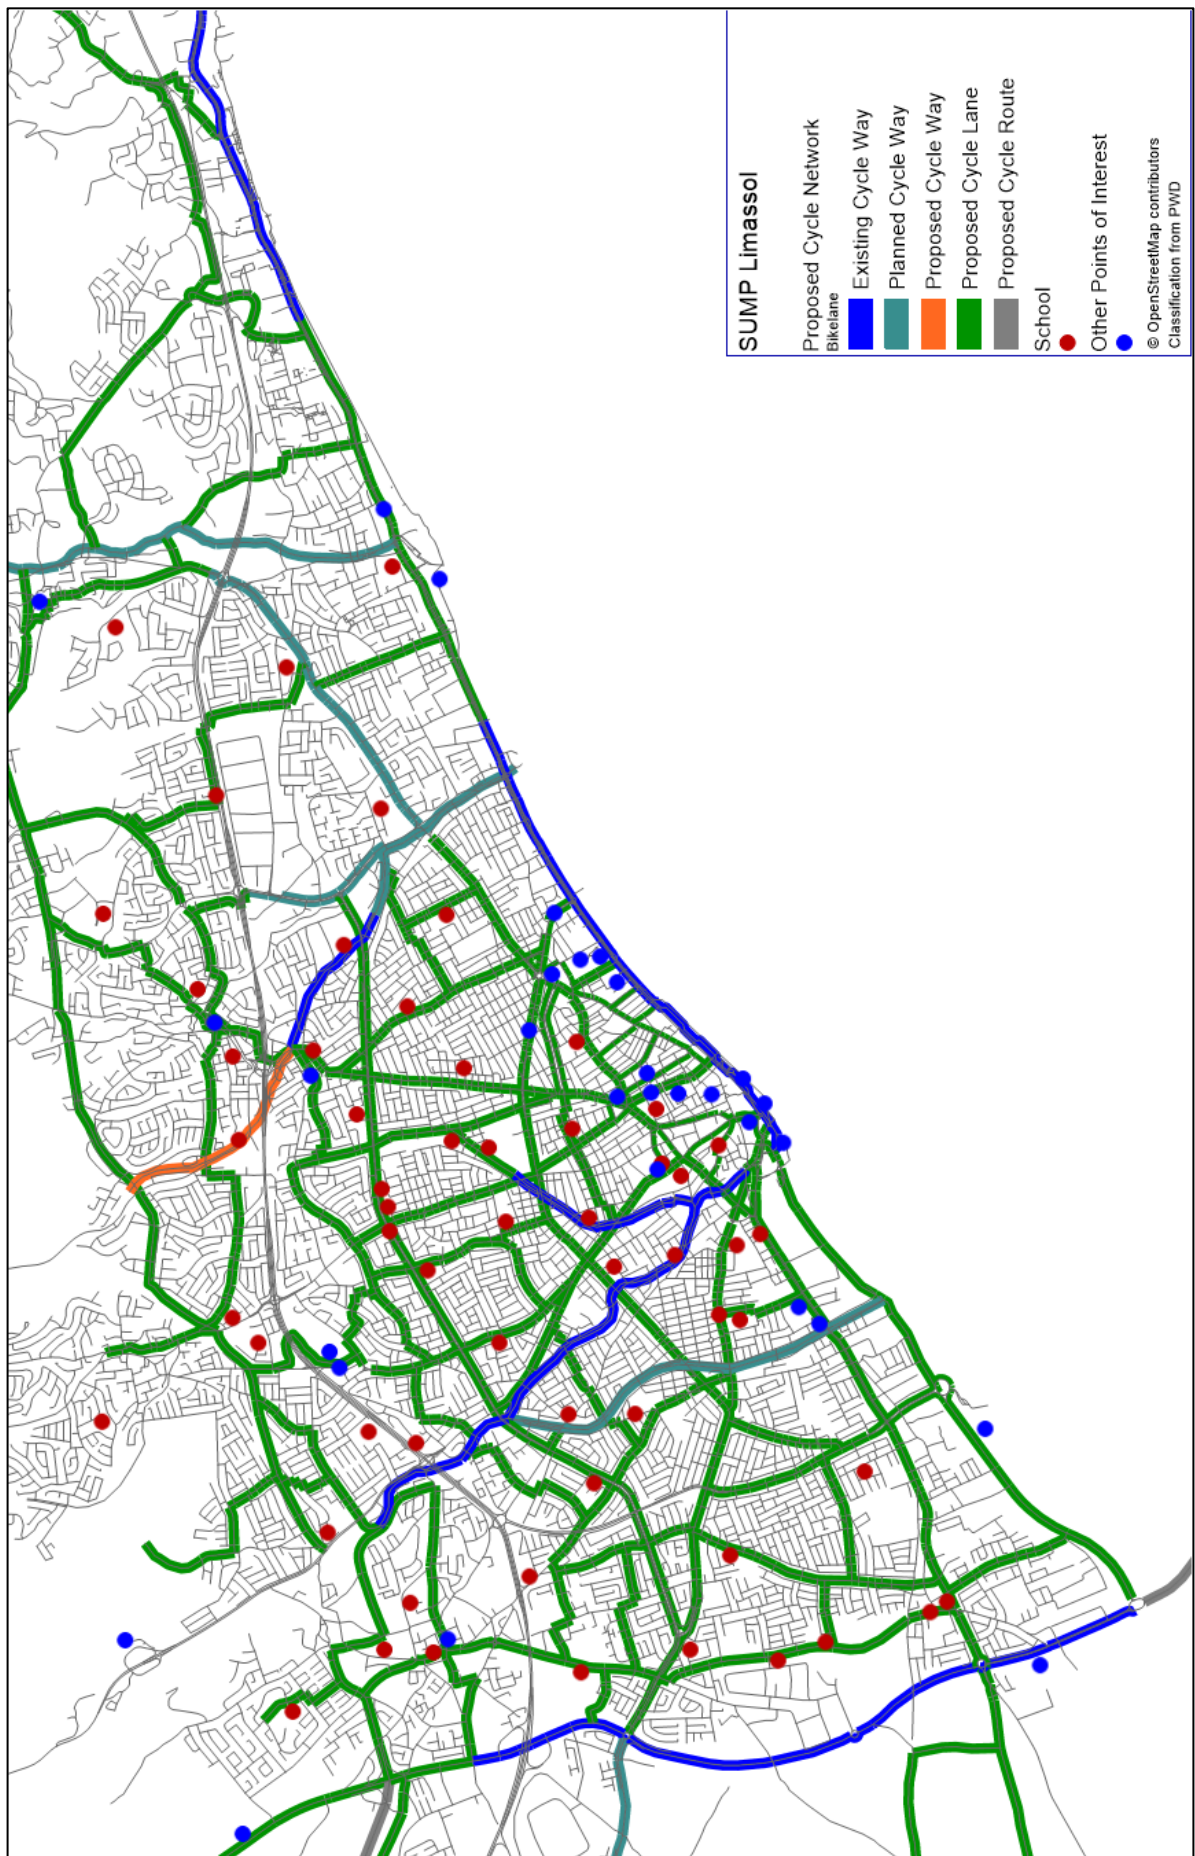 SUMP Limassol
Proposed Cycle Network
Bikelane
Existing Cycle Way
Planned Cycle Way
Proposed Cycle Way
Proposed Cycle Lane
Proposed Cycle Route
School
Other Points of Interest
© OpenStreetMap contributors
Classification from PWD